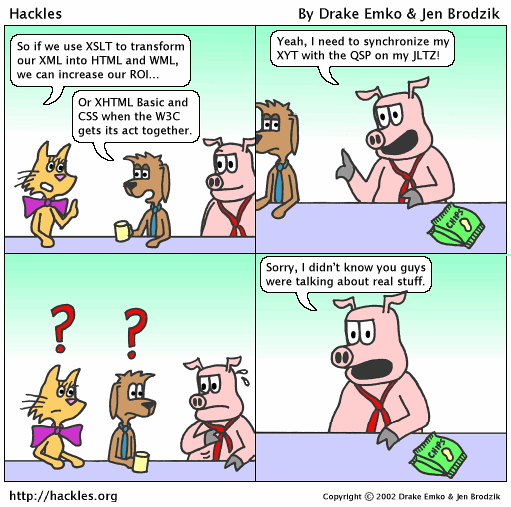 Hackles
By Drake Emko & Jen Brodzik
So if we use XSLT to transform
our XML into HTML and WML,
we can increase our ROI...
Or XHTML Basic and
CSS when the W3C
gets its act together.
Yeah, I need to synchronize my
XYT with the QSP on my JLTZ!
CHIPS
?
?
Sorry, I didn't know you guys
were talking about real stuff.
CHIPS
http://hackles.org
Copyright © 2002 Drake Emko & Jen Brodzik